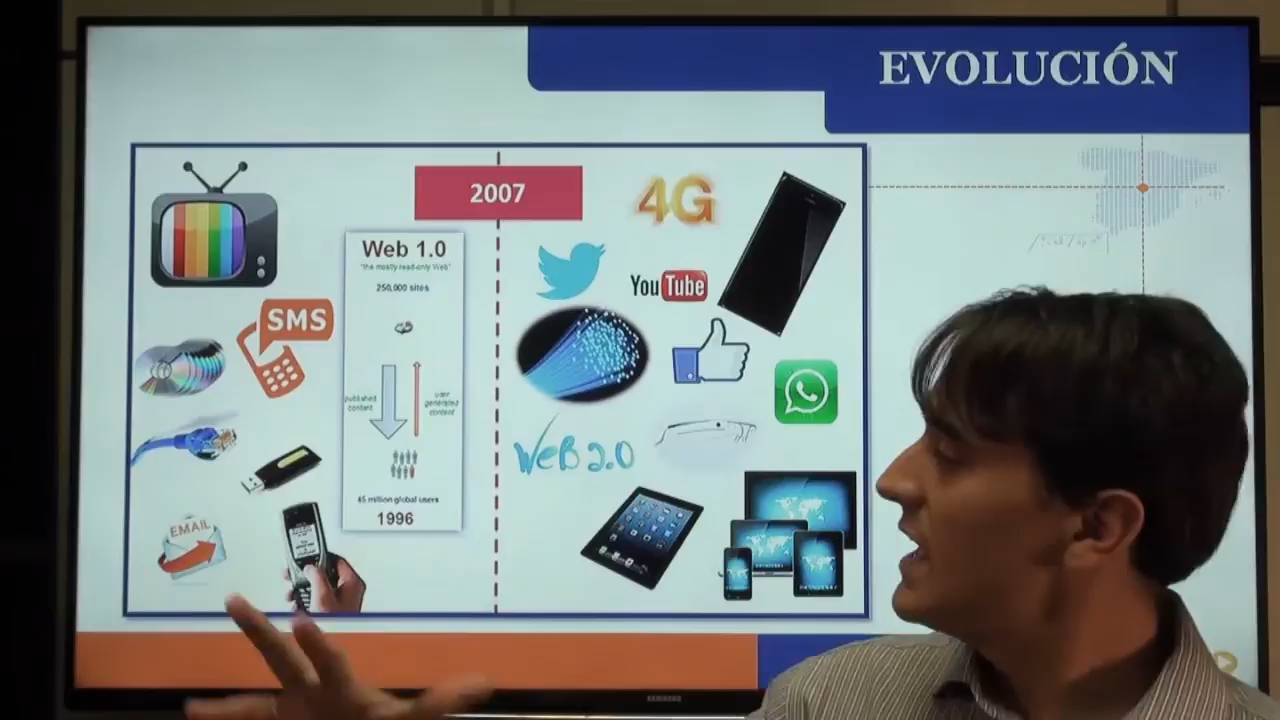 EVOLUCIÓN
2007
4G
Web 1.0
"the mostly read-only Web"
250,000 sites
YouTube
SMS
published
content
user
generated
content
WeB 2.0
EMAIL
45 million global users
1996
SAMSUNG